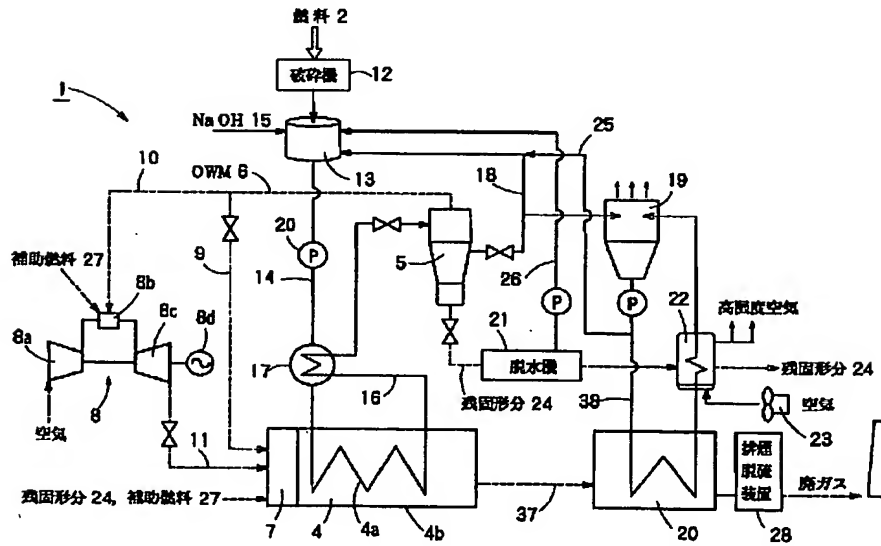 燃料 2
破砕機
12
1
NaOH 15
25
10
OWM 6
13
18
19
20
P
5
補助燃料 27
9
14
26
P
P
8b
8c
8d
8a
22
高湿度空気
21
17
脱水機
残固形分 24
8
16
残固形分 24
38
空気
空気
23
11
排煙
脱硫
装置
廃ガス
残固形分 24, 補助燃料 27
37
7
4
4a
4b
20
28